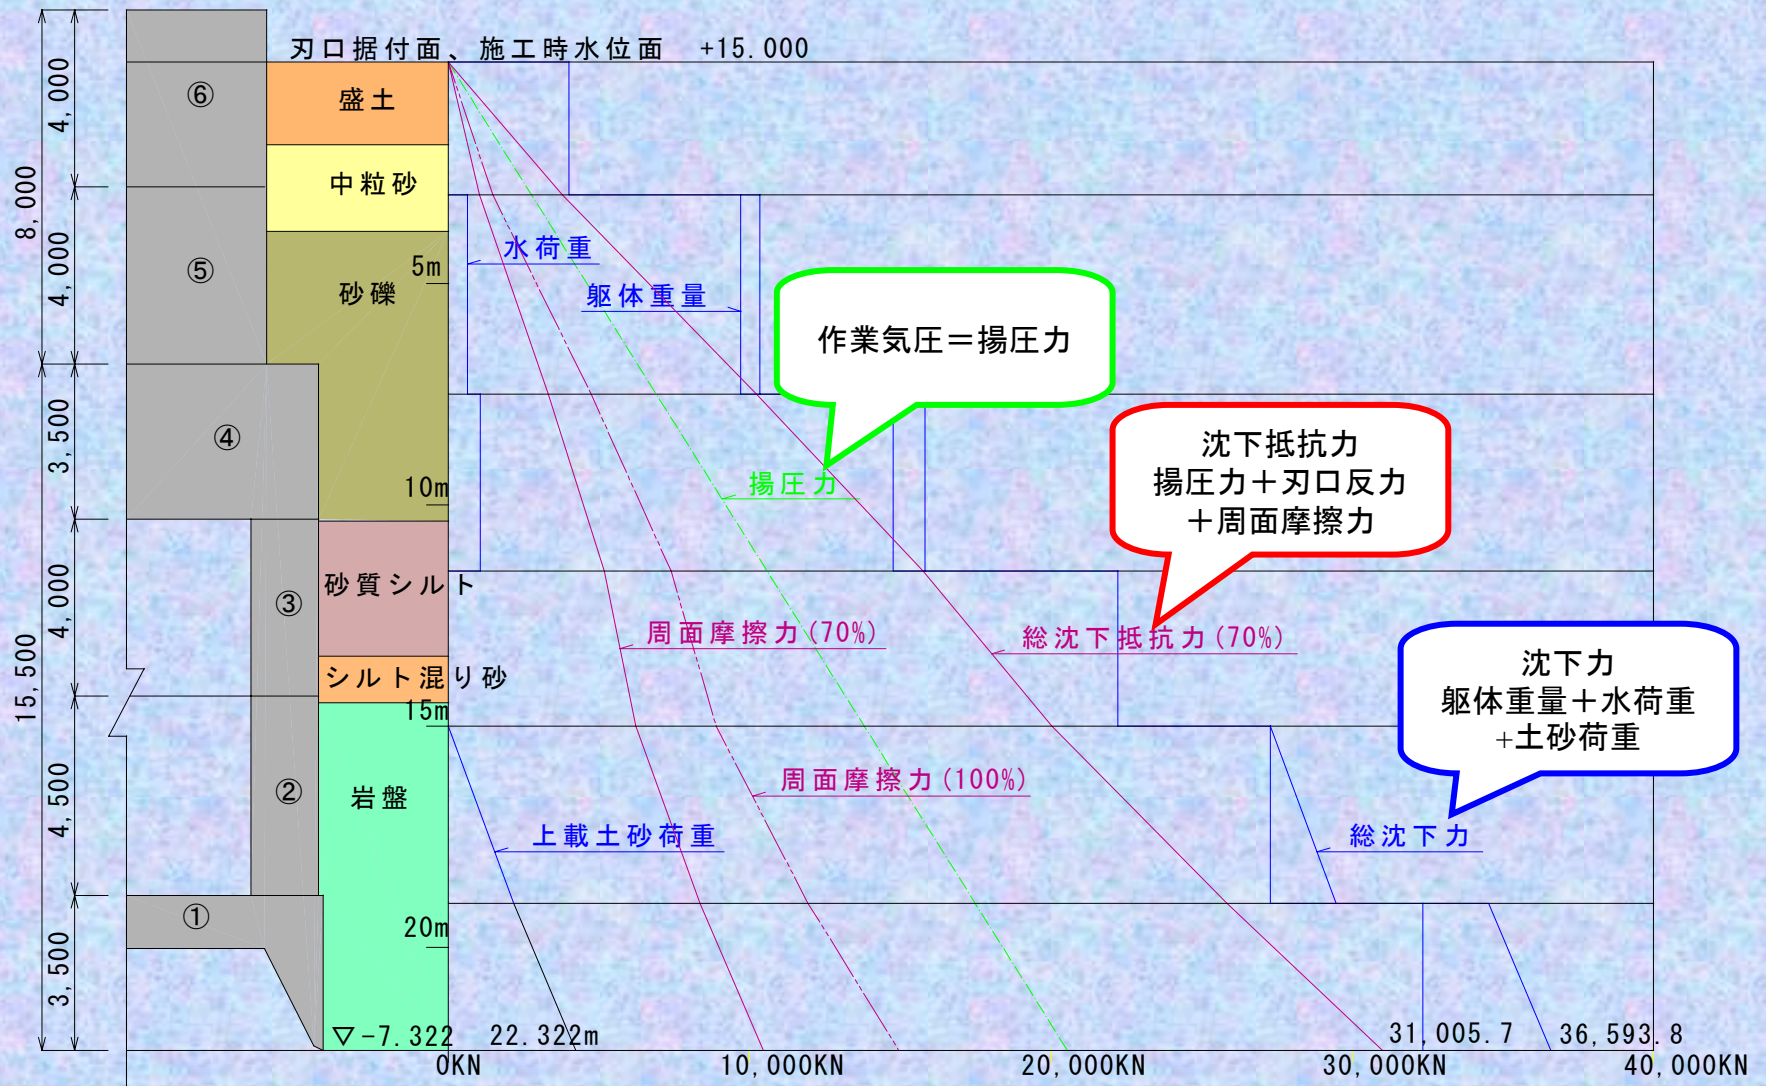 刃口据付面、施工時水位面 +15.000
⑥
盛土
4,000
8,000
中粒砂
⑤
4,000
5m
砂礫
水荷重
躯体重量
作業気圧＝揚圧力
④
3,500
10m
揚圧力
沈下抵抗力
揚圧力＋刃口反力
＋周面摩擦力
③
4,000
砂質シルト
周面摩擦力(70%)
総沈下抵抗力(70%)
15,500
シルト混り砂
15m
沈下力
躯体重量＋水荷重
+土砂荷重
②
4,500
岩盤
周面摩擦力(100%)
上載土砂荷重
総沈下力
①
3,500
20m
▽-7.322 22.322m
31,005.7 36,593.8
0KN 10,000KN 20,000KN 30,000KN 40,000KN